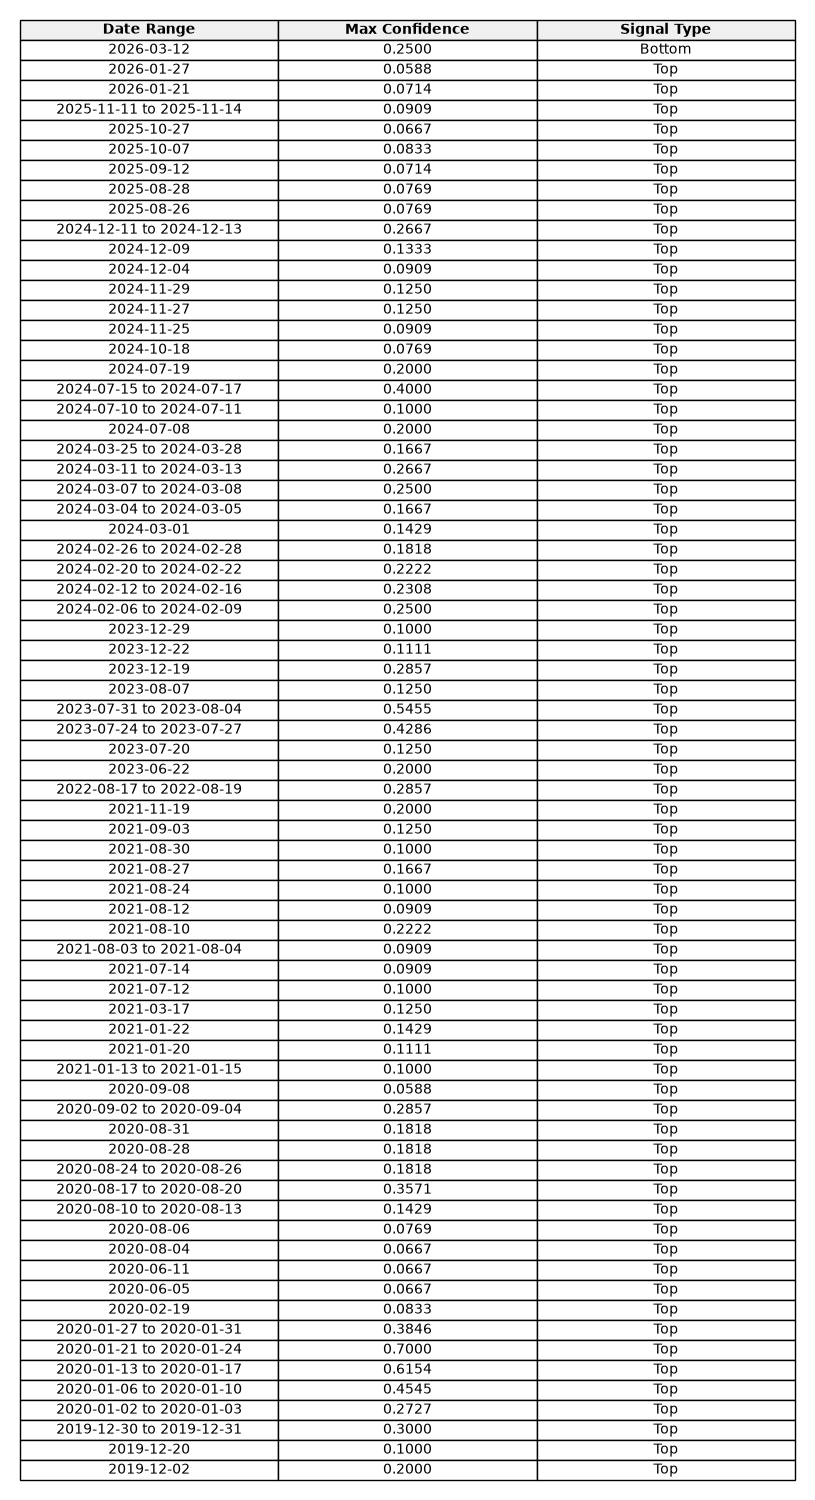 Date Range Max Confidence Signal Type
2026-03-12 0.2500 Bottom
2026-01-27 0.0588 Top
2026-01-21 0.0714 Top
2025-11-11 to 2025-11-14 0.0909 Top
2025-10-27 0.0667 Top
2025-10-07 0.0833 Top
2025-09-12 0.0714 Top
2025-08-28 0.0769 Top
2025-08-26 0.0769 Top
2024-12-11 to 2024-12-13 0.2667 Top
2024-12-09 0.1333 Top
2024-12-04 0.0909 Top
2024-11-29 0.1250 Top
2024-11-27 0.1250 Top
2024-11-25 0.0909 Top
2024-10-18 0.0769 Top
2024-07-19 0.2000 Top
2024-07-15 to 2024-07-17 0.4000 Top
2024-07-10 to 2024-07-11 0.1000 Top
2024-07-08 0.2000 Top
2024-03-25 to 2024-03-28 0.1667 Top
2024-03-11 to 2024-03-13 0.2667 Top
2024-03-07 to 2024-03-08 0.2500 Top
2024-03-04 to 2024-03-05 0.1667 Top
2024-03-01 0.1429 Top
2024-02-26 to 2024-02-28 0.1818 Top
2024-02-20 to 2024-02-22 0.2222 Top
2024-02-12 to 2024-02-16 0.2308 Top
2024-02-06 to 2024-02-09 0.2500 Top
2023-12-29 0.1000 Top
2023-12-22 0.1111 Top
2023-12-19 0.2857 Top
2023-08-07 0.1250 Top
2023-07-31 to 2023-08-04 0.5455 Top
2023-07-24 to 2023-07-27 0.4286 Top
2023-07-20 0.1250 Top
2023-06-22 0.2000 Top
2022-08-17 to 2022-08-19 0.2857 Top
2021-11-19 0.2000 Top
2021-09-03 0.1250 Top
2021-08-30 0.1000 Top
2021-08-27 0.1667 Top
2021-08-24 0.1000 Top
2021-08-12 0.0909 Top
2021-08-10 0.2222 Top
2021-08-03 to 2021-08-04 0.0909 Top
2021-07-14 0.0909 Top
2021-07-12 0.1000 Top
2021-03-17 0.1250 Top
2021-01-22 0.1429 Top
2021-01-20 0.1111 Top
2021-01-13 to 2021-01-15 0.1000 Top
2020-09-08 0.0588 Top
2020-09-02 to 2020-09-04 0.2857 Top
2020-08-31 0.1818 Top
2020-08-28 0.1818 Top
2020-08-24 to 2020-08-26 0.1818 Top
2020-08-17 to 2020-08-20 0.3571 Top
2020-08-10 to 2020-08-13 0.1429 Top
2020-08-06 0.0769 Top
2020-08-04 0.0667 Top
2020-06-11 0.0667 Top
2020-06-05 0.0667 Top
2020-02-19 0.0833 Top
2020-01-27 to 2020-01-31 0.3846 Top
2020-01-21 to 2020-01-24 0.7000 Top
2020-01-13 to 2020-01-17 0.6154 Top
2020-01-06 to 2020-01-10 0.4545 Top
2020-01-02 to 2020-01-03 0.2727 Top
2019-12-30 to 2019-12-31 0.3000 Top
2019-12-20 0.1000 Top
2019-12-02 0.2000 Top